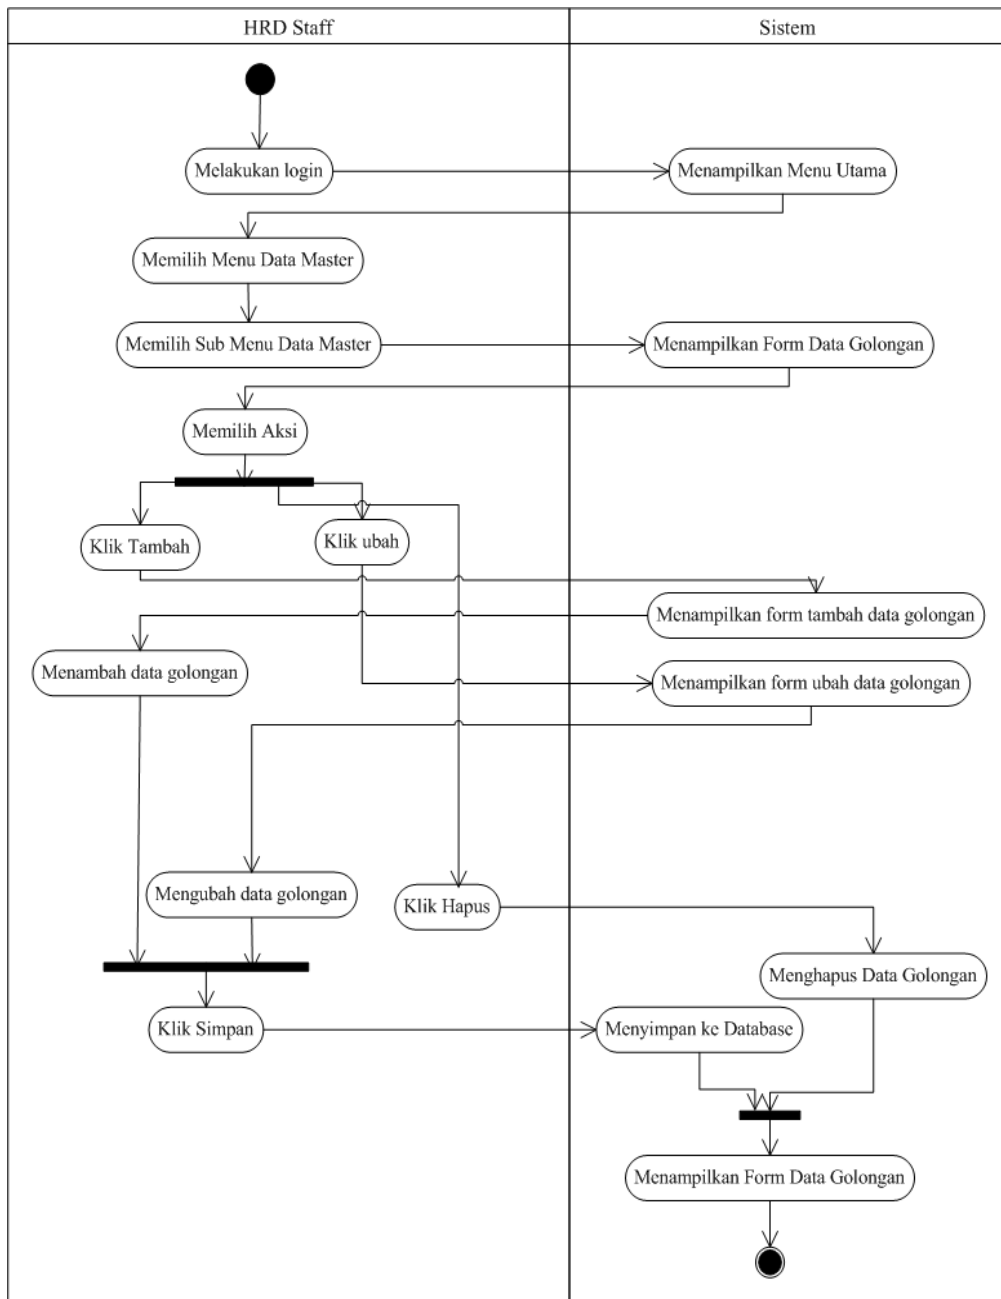 HRD Staff
Sistem
Melakukan login
Menampilkan Menu Utama
Memilih Menu Data Master
Memilih Sub Menu Data Master
Menampilkan Form Data Golongan
Memilih Aksi
Klik Tambah
Klik ubah
Menampilkan form tambah data golongan
Menambah data golongan
Menampilkan form ubah data golongan
Mengubah data golongan
Klik Hapus
Menghapus Data Golongan
Klik Simpan
Menyimpan ke Database
Menampilkan Form Data Golongan